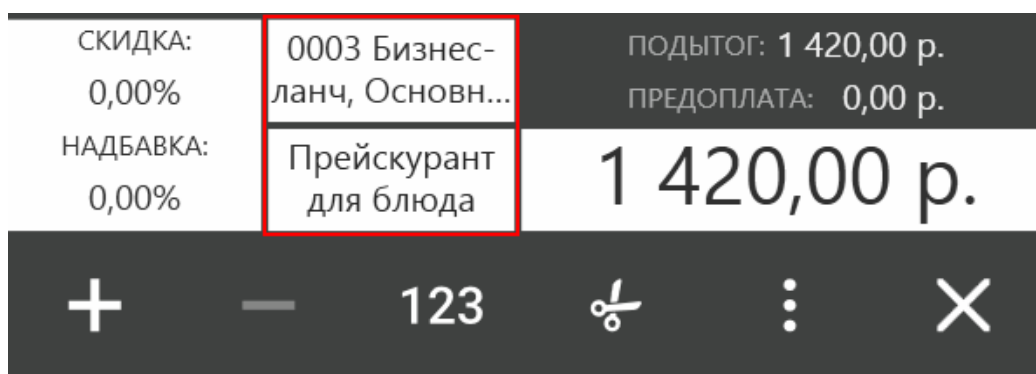 СКИДКА:
0,00%
НАДБАВКА:
0,00%
0003 Бизнес-
ланч, Основн...
Прейскурант
для блюда
ПОДЫТОГ: 1 420,00 р.
ПРЕДОПЛАТА: 0,00 р.
1 420,00 р.
123